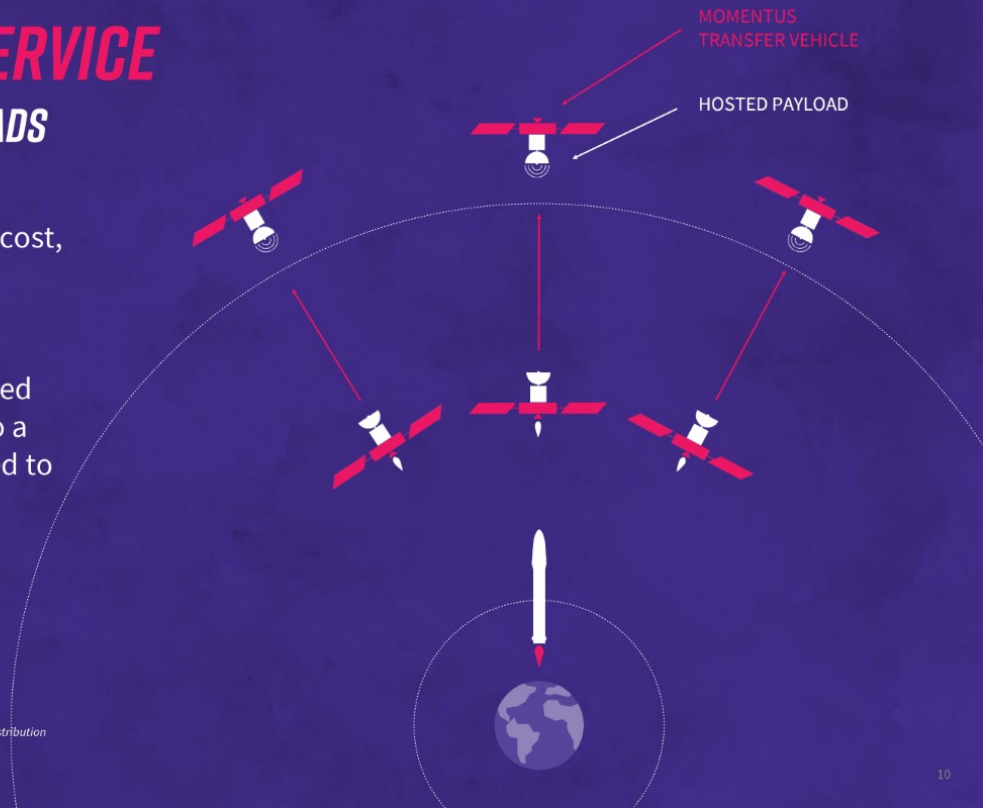 ERVICE
ADS
cost,
ed
o a
d to
stribution
MOMENTUS
TRANSFER VEHICLE
HOSTED PAYLOAD
10